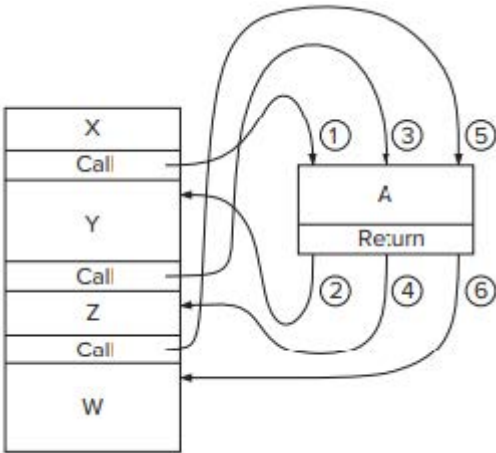 X
Call
Y
Call
Z
Call
W
① ③ ⑤
A
Return
② ④ ⑥